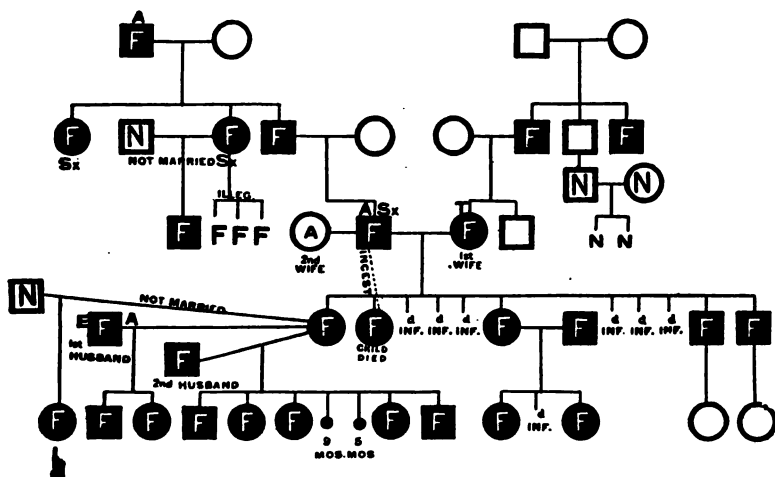 A
F
F
N
F
F
F
F
Sx
NOT MARRIED Sx
N
N
ILLEG.
F
F F F
A Sx
A
F
T
F
N N
2nd
WIFE
1st
WIFE
INCEST
N
NOT MARRIED
E F A
1st
HUSBAND
F
2nd HUSBAND
F
F
CHILD
DIED
d d d
INF. INF. INF.
F
F
d d d
INF. INF. INF.
F
F
F
F
F
F
F
F
9 5
MOS. MOS
F
F
F
d
INF.
F